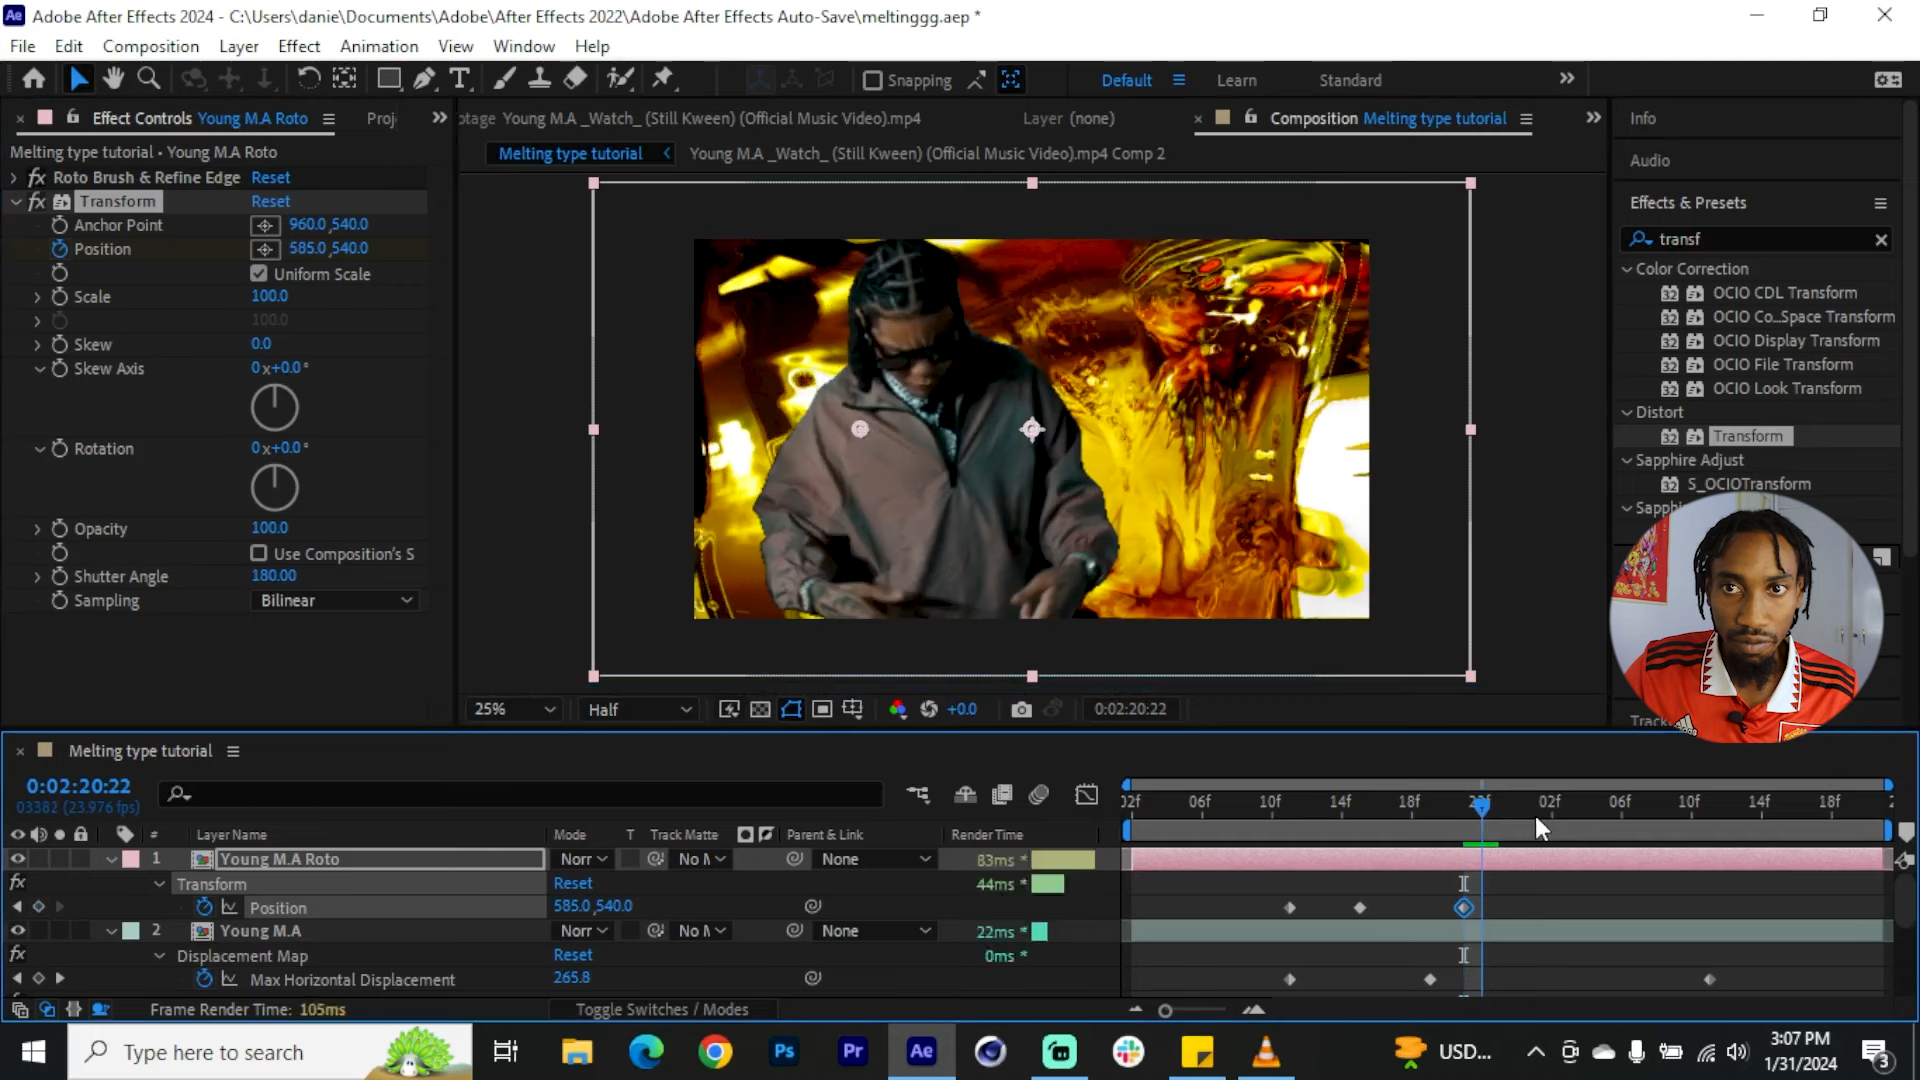 Adobe After Effects 2024 - C:\Users\danie\Documents\Adobe\After Effects 2022\Adobe After Effects Auto-Save\meltinggg.aep *
File Edit Composition Layer Effect Animation View Window Help
Snapping Default Learn Standard
Effect Controls Young M.A Roto
otage Young M.A _Watch_ (Still Kween) (Official Music Video).mp4
Layer (none)
Composition Melting type tutorial
Info
Melting type tutorial • Young M.A Roto
Melting type tutorial
Young M.A _Watch_ (Still Kween) (Official Music Video).mp4 Comp 2
Audio
fx Roto Brush & Refine Edge Reset
fx Transform Reset
Anchor Point 960.0,540.0
Position 585.0,540.0
Uniform Scale
Scale 100.0
100.0
Skew 0.0
Skew Axis 0x+0.0°
Rotation 0x+0.0°
Opacity 100.0
Use Composition's S
Shutter Angle 180.00
Sampling Bilinear
Effects & Presets
transf
Color Correction
OCIO CDL Transform
OCIO Co...Space Transform
OCIO Display Transform
OCIO File Transform
OCIO Look Transform
Distort
Transform
Sapphire Adjust
S_OCIOTransform
25% Half +0.0 0:02:20:22
Melting type tutorial
0:02:20:22
03382 (23.976 fps)
02f 06f 10f 14f 18f 02f 06f 10f 14f 18f
# Layer Name Mode T Track Matte Parent & Link Render Time
1 Young M.A Roto None 83ms *
fx Transform Reset 44ms *
Position 585.0,540.0
2 Young M.A None 22ms *
fx Displacement Map Reset 0ms *
Max Horizontal Displacement 265.8
Frame Render Time: 105ms Toggle Switches / Modes
Type here to search
Ps Pr Ae
USD...
3:07 PM
1/31/2024
3